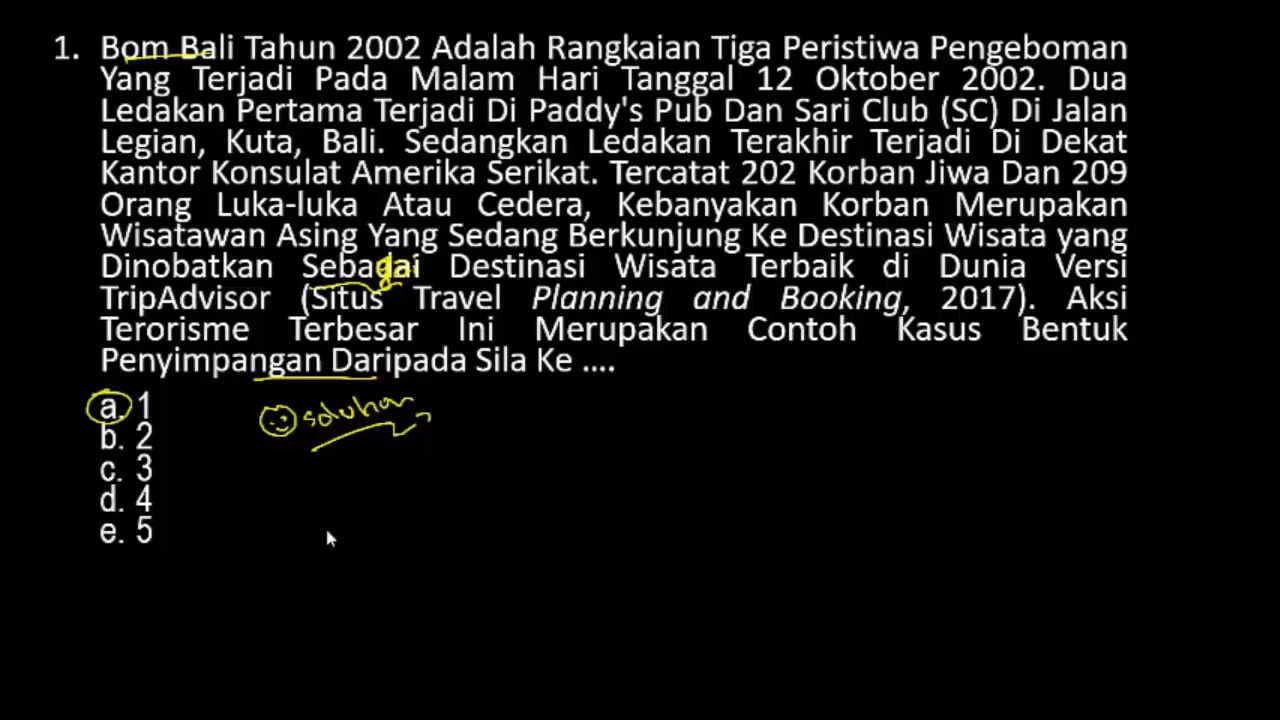 1. Bom Bali Tahun 2002 Adalah Rangkaian Tiga Peristiwa Pengeboman
Yang Terjadi Pada Malam Hari Tanggal 12 Oktober 2002. Dua
Ledakan Pertama Terjadi Di Paddy's Pub Dan Sari Club (SC) Di Jalan
Legian, Kuta, Bali. Sedangkan Ledakan Terakhir Terjadi Di Dekat
Kantor Konsulat Amerika Serikat. Tercatat 202 Korban Jiwa Dan 209
Orang Luka-luka Atau Cedera, Kebanyakan Korban Merupakan
Wisatawan Asing Yang Sedang Berkunjung Ke Destinasi Wisata yang
Dinobatkan Sebagai Destinasi Wisata Terbaik di Dunia Versi
TripAdvisor (Situs Travel Planning and Booking, 2017). Aksi
Terorisme Terbesar Ini Merupakan Contoh Kasus Bentuk
Penyimpangan Daripada Sila Ke ....
a. 1
b. 2
c. 3
d. 4
e. 5